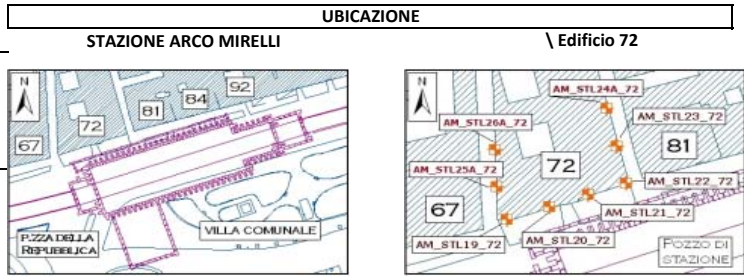 UBICAZIONE
STAZIONE ARCO MIRELLI
\ Edificio 72
N
92
84
81
72
67
P.ZZA DELLA
REPUBBLICA
VILLA COMUNALE
N
AM_STL24A_72
AM_STL26A_72
AM_STL23_72
81
72
AM_STL25A_72
AM_STL22_72
67
AM_STL21_72
AM_STL19_72
AM_STL20_72
POZZO DI
STAZIONE